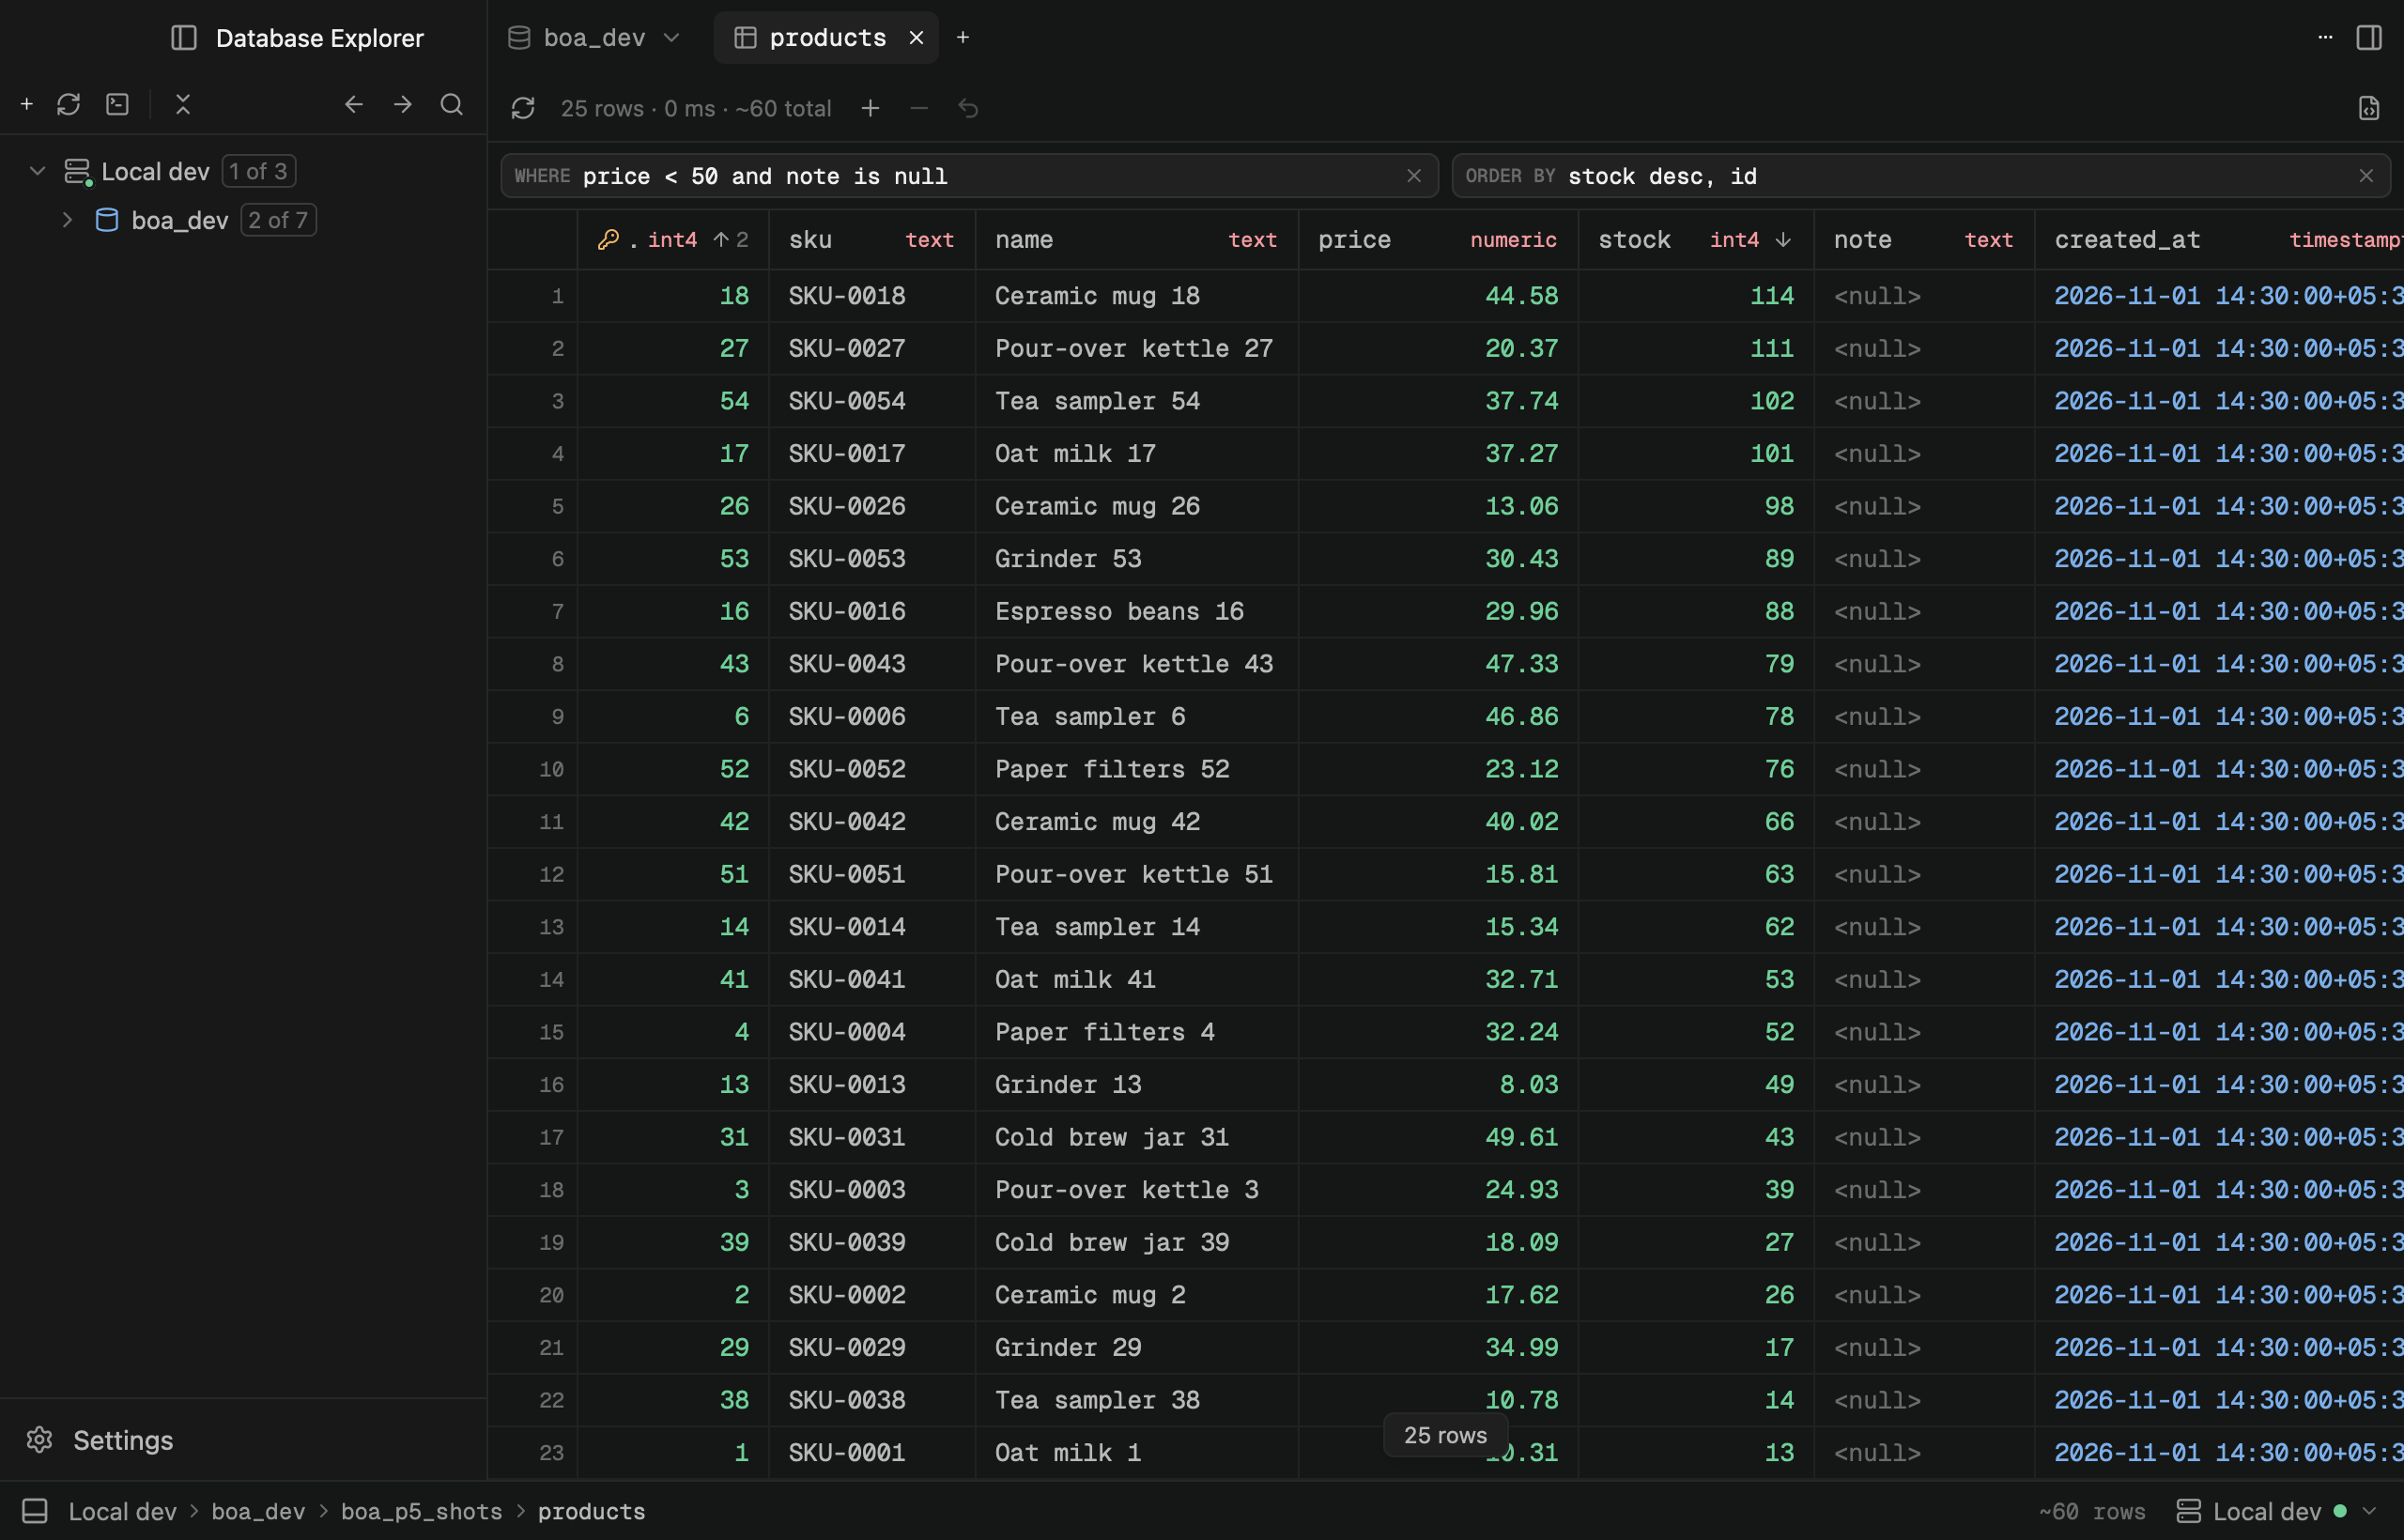 Database Explorer
boa_dev
products
25 rows · 0 ms · ~60 total
Local dev 1 of 3
boa_dev 2 of 7
WHERE price < 50 and note is null
ORDER BY stock desc, id
. int4 ↑ 2 sku text name text price numeric stock int4 ↓ note text created_at timestamp
1 18 SKU-0018 Ceramic mug 18 44.58 114 <null> 2026-11-01 14:30:00+05:3
2 27 SKU-0027 Pour-over kettle 27 20.37 111 <null> 2026-11-01 14:30:00+05:3
3 54 SKU-0054 Tea sampler 54 37.74 102 <null> 2026-11-01 14:30:00+05:3
4 17 SKU-0017 Oat milk 17 37.27 101 <null> 2026-11-01 14:30:00+05:3
5 26 SKU-0026 Ceramic mug 26 13.06 98 <null> 2026-11-01 14:30:00+05:3
6 53 SKU-0053 Grinder 53 30.43 89 <null> 2026-11-01 14:30:00+05:3
7 16 SKU-0016 Espresso beans 16 29.96 88 <null> 2026-11-01 14:30:00+05:3
8 43 SKU-0043 Pour-over kettle 43 47.33 79 <null> 2026-11-01 14:30:00+05:3
9 6 SKU-0006 Tea sampler 6 46.86 78 <null> 2026-11-01 14:30:00+05:3
10 52 SKU-0052 Paper filters 52 23.12 76 <null> 2026-11-01 14:30:00+05:3
11 42 SKU-0042 Ceramic mug 42 40.02 66 <null> 2026-11-01 14:30:00+05:3
12 51 SKU-0051 Pour-over kettle 51 15.81 63 <null> 2026-11-01 14:30:00+05:3
13 14 SKU-0014 Tea sampler 14 15.34 62 <null> 2026-11-01 14:30:00+05:3
14 41 SKU-0041 Oat milk 41 32.71 53 <null> 2026-11-01 14:30:00+05:3
15 4 SKU-0004 Paper filters 4 32.24 52 <null> 2026-11-01 14:30:00+05:3
16 13 SKU-0013 Grinder 13 8.03 49 <null> 2026-11-01 14:30:00+05:3
17 31 SKU-0031 Cold brew jar 31 49.61 43 <null> 2026-11-01 14:30:00+05:3
18 3 SKU-0003 Pour-over kettle 3 24.93 39 <null> 2026-11-01 14:30:00+05:3
19 39 SKU-0039 Cold brew jar 39 18.09 27 <null> 2026-11-01 14:30:00+05:3
20 2 SKU-0002 Ceramic mug 2 17.62 26 <null> 2026-11-01 14:30:00+05:3
21 29 SKU-0029 Grinder 29 34.99 17 <null> 2026-11-01 14:30:00+05:3
22 38 SKU-0038 Tea sampler 38 10.78 14 <null> 2026-11-01 14:30:00+05:3
23 1 SKU-0001 Oat milk 1 13 <null> 2026-11-01 14:30:00+05:3
25 rows
Settings
Local dev > boa_dev > boa_p5_shots > products
~60 rows
Local dev